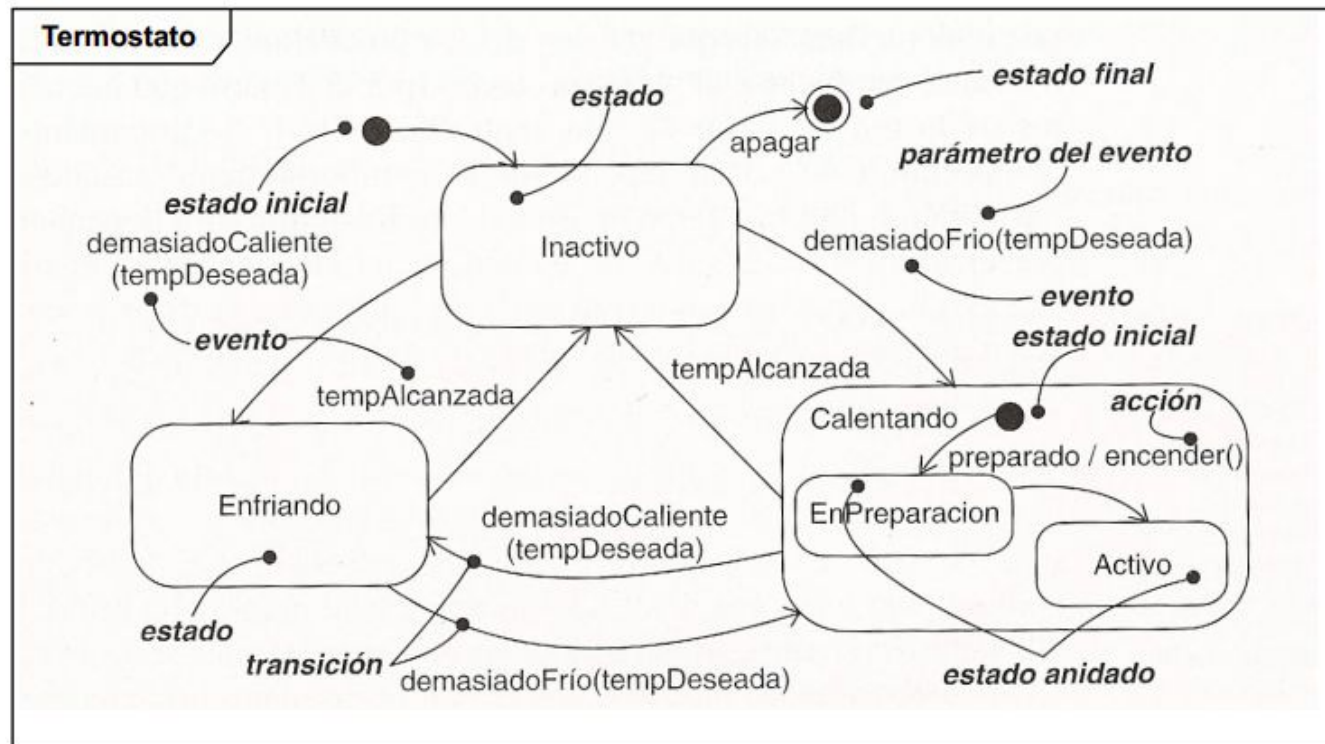 Termostato
estado
estado final
apagar
parámetro del evento
estado inicial
demasiadoCaliente
(tempDeseada)
Inactivo
demasiadoFrio(tempDeseada)
evento
evento
estado inicial
tempAlcanzada
tempAlcanzada
Calentando
acción
preparado / encender()
Enfriando
demasiadoCaliente
(tempDeseada)
EnPreparacion
Activo
estado
transición
demasiadoFrío(tempDeseada)
estado anidado